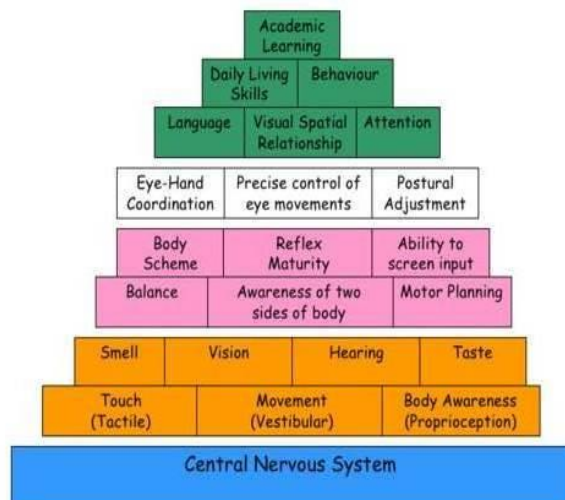 Academic
Learning
Daily Living
Skills
Behaviour
Language
Visual Spatial
Relationship
Attention
Eye-Hand
Coordination
Precise control of
eye movements
Postural
Adjustment
Body
Scheme
Reflex
Maturity
Ability to
screen input
Balance
Awareness of two
sides of body
Motor Planning
Smell
Vision
Hearing
Taste
Touch
(Tactile)
Movement
(Vestibular)
Body Awareness
(Proprioception)
Central Nervous System